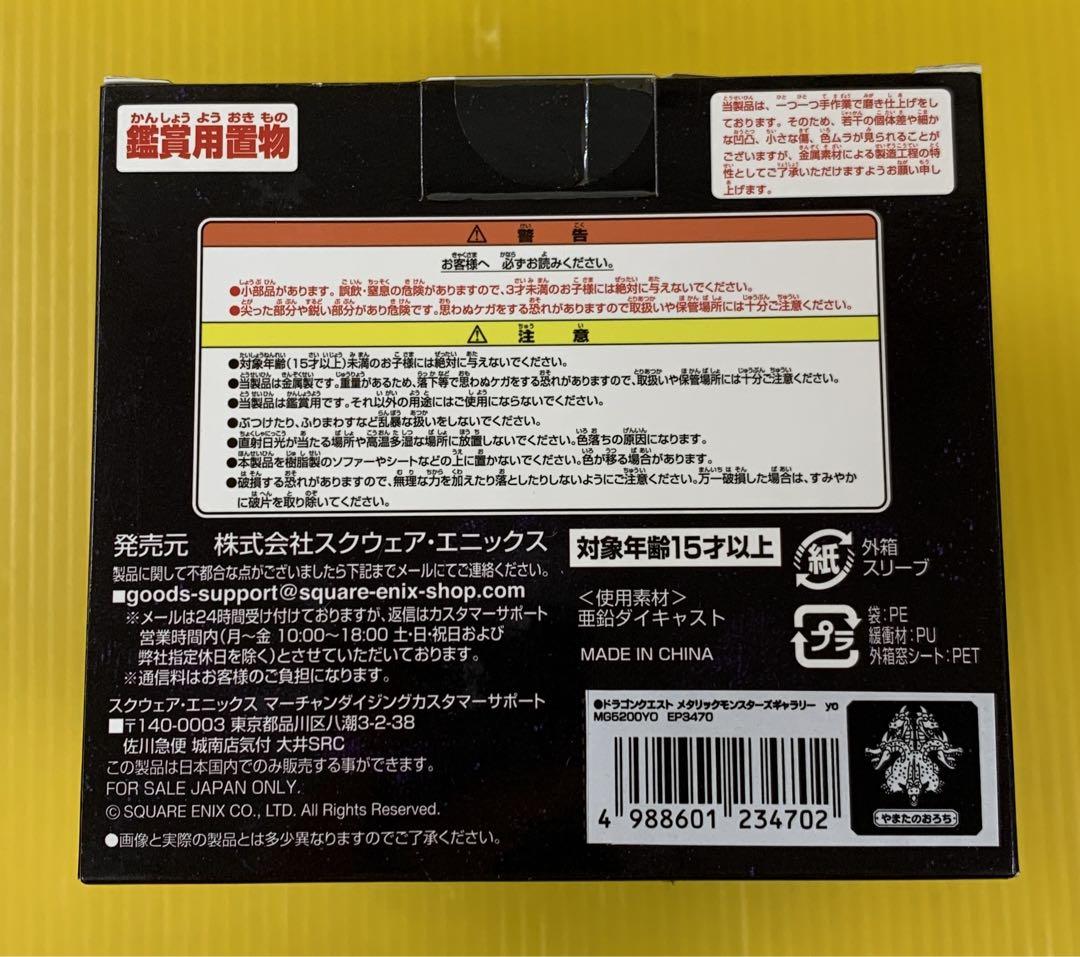 かんしょう よう おき もの
鑑賞用置物
当製品は、一つ一つ手作業で磨き仕上げをし
ております。そのため、若干の個体差や細か
な凹凸、小さな傷、色ムラが見られることが
ございますが、金属素材による製造工程の特
性としてご了承いただけますようお願い申し
上げます。
⚠ 警告
お客様へ 必ずお読みください。
●小部品があります。誤飲・窒息の危険がありますので、3才未満のお子様には絶対に与えないでください。
●尖った部分や鋭い部分があり危険です。思わぬケガをする恐れがありますので取扱いや保管場所には十分ご注意ください。
⚠ 注意
●対象年齢(15才以上)未満のお子様には絶対に与えないでください。
●当製品は金属製です。重量があるため、落下等で思わぬケガをする恐れがありますので、取扱いや保管場所には十分ご注意ください。
●当製品は鑑賞用です。それ以外の用途にはご使用にならないでください。
●ぶつけたり、ふりまわすなど乱暴な扱いをしないでください。
●直射日光が当たる場所や高温多湿な場所に放置しないでください。色落ちの原因になります。
●本製品を樹脂製のソファーやシートなどの上に置かないでください。色が移る場合があります。
●破損する恐れがありますので、無理な力を加えたり落としたりしないようにご注意ください。万一破損した場合は、すみやか
に破片を取り除いてください。
発売元 株式会社スクウェア・エニックス
製品に関して不都合な点がございましたら下記までメールにてご連絡ください。
■goods-support@square-enix-shop.com
※メールは24時間受け付けておりますが、返信はカスタマーサポート
営業時間内(月〜金 10:00〜18:00 土・日・祝日および
弊社指定休日を除く)とさせていただいております。
※通信料はお客様のご負担になります。
スクウェア・エニックス マーチャンダイジングカスタマーサポート
■〒140-0003 東京都品川区八潮3-2-38
佐川急便 城南店気付 大井SRC
この製品は日本国内でのみ販売する事ができます。
FOR SALE JAPAN ONLY.
© SQUARE ENIX CO., LTD. All Rights Reserved.
●画像と実際の製品とは多少異なりますのでご了承ください。
対象年齢15才以上
＜使用素材＞
亜鉛ダイキャスト
MADE IN CHINA
紙
外箱
スリーブ
プラ
袋:PE
緩衝材:PU
外箱窓シート:PET
●ドラゴンクエスト メタリックモンスターズギャラリー yo
MG5200YO EP3470
4 988601 234702
やまたのおろち